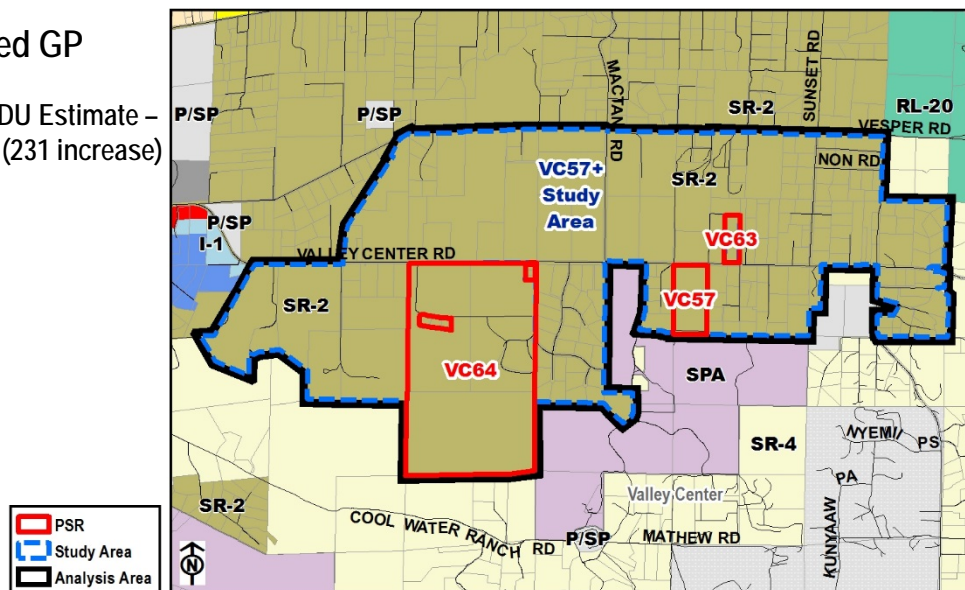 ed GP
DU Estimate –
(231 increase)
P/SP
P/SP
MACTAN RD
SUNSET RD
SR-2
RL-20
VESPER RD
NON RD
VC57+
Study
Area
SR-2
P/SP
I-1
VALLEY CENTER RD
VC63
SR-2
VC57
VC64
SPA
SR-4
NYEMII
PS
PA
Valley Center
SR-2
COOL WATER RANCH RD
P/SP
MATHEW RD
KUNYAAW
PSR
Study Area
Analysis Area
N